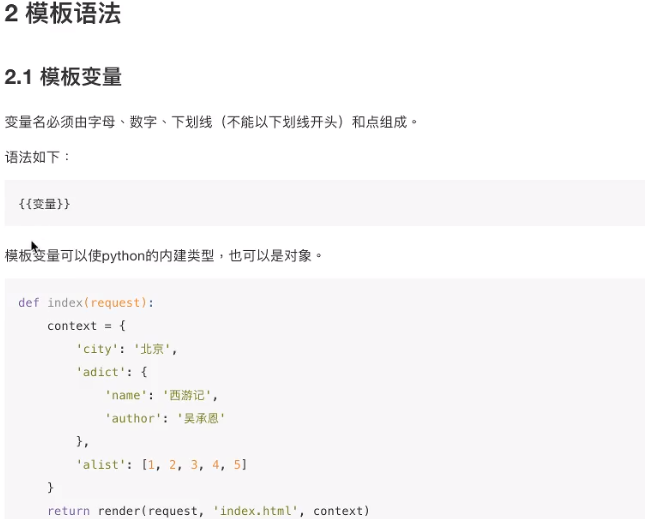 2 模板语法
2.1 模板变量
变量名必须由字母、数字、下划线（不能以下划线开头）和点组成。
语法如下：
{{变量}}
模板变量可以使python的内建类型，也可以是对象。
def index(request):
    context = {
        'city': '北京',
        'adict': {
            'name': '西游记',
            'author': '吴承恩'
        },
        'alist': [1, 2, 3, 4, 5]
    }
    return render(request, 'index.html', context)